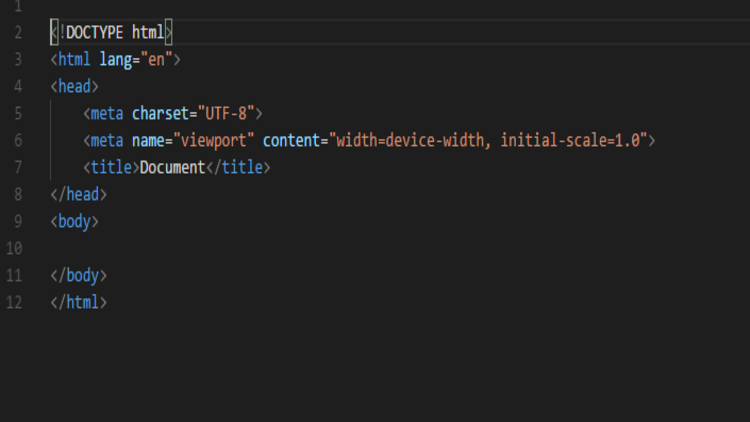 1
2 <!DOCTYPE html>
3 <html lang="en">
4 <head>
5     <meta charset="UTF-8">
6     <meta name="viewport" content="width=device-width, initial-scale=1.0">
7     <title>Document</title>
8 </head>
9 <body>
10
11 </body>
12 </html>